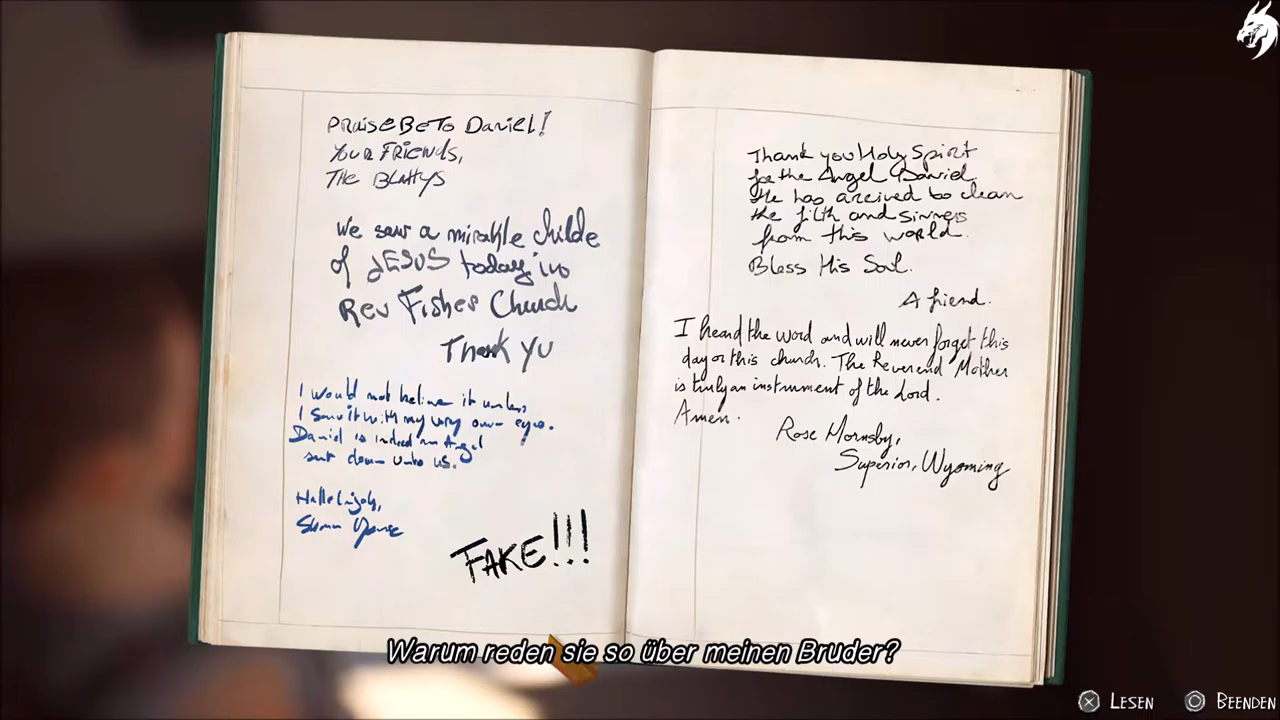 Praise Be To Daniel!
Your Friends,
The Blattys
We saw a mirakle childe
of JESUS today in
Rev Fisher Church
Thank YU
I would not believe it unless
I saw it with my very own eyes.
Daniel is indeed an Angel
sent down unto us.
Hallelujah,
FAKE!!!
Thank you Holy Spirit
for the Angel Daniel.
He has arrived to clean
the filth and sinners
from this world.
Bless His Soul.
A friend.
I heard the word and will never forget this
day or this church. The Reverend Mother
is truly an instrument of the Lord.
Amen.
Rose Mornsby,
Superior, Wyoming
Warum reden sie so über meinen Bruder?
LESEN
BEENDEN